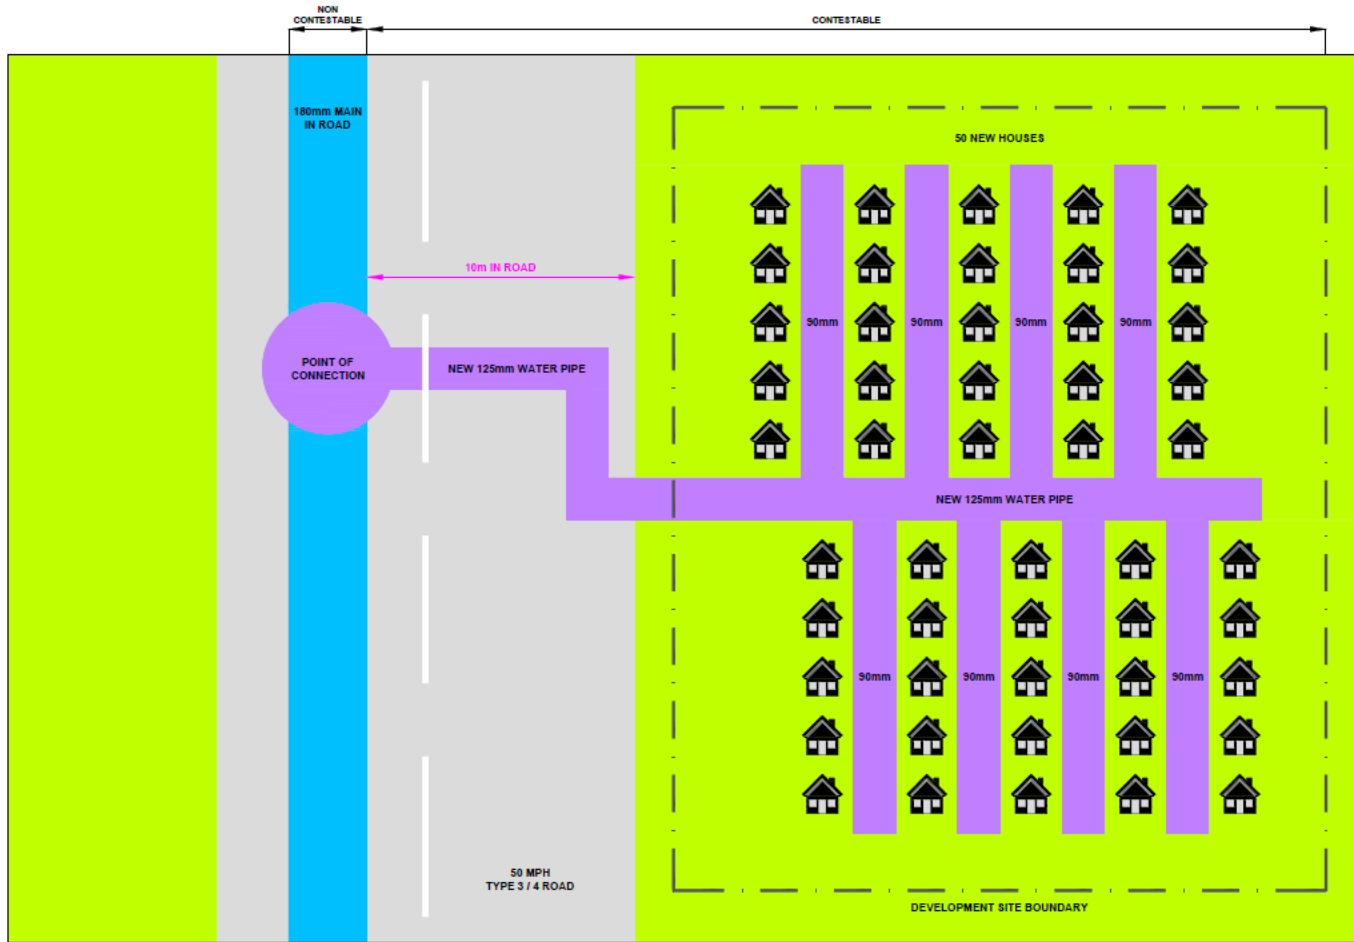 NON
CONTESTABLE
CONTESTABLE
180mm MAIN
IN ROAD
50 NEW HOUSES
10m IN ROAD
90mm
90mm
90mm
90mm
POINT OF
CONNECTION
NEW 125mm WATER PIPE
NEW 125mm WATER PIPE
90mm
90mm
90mm
90mm
50 MPH
TYPE 3 / 4 ROAD
DEVELOPMENT SITE BOUNDARY